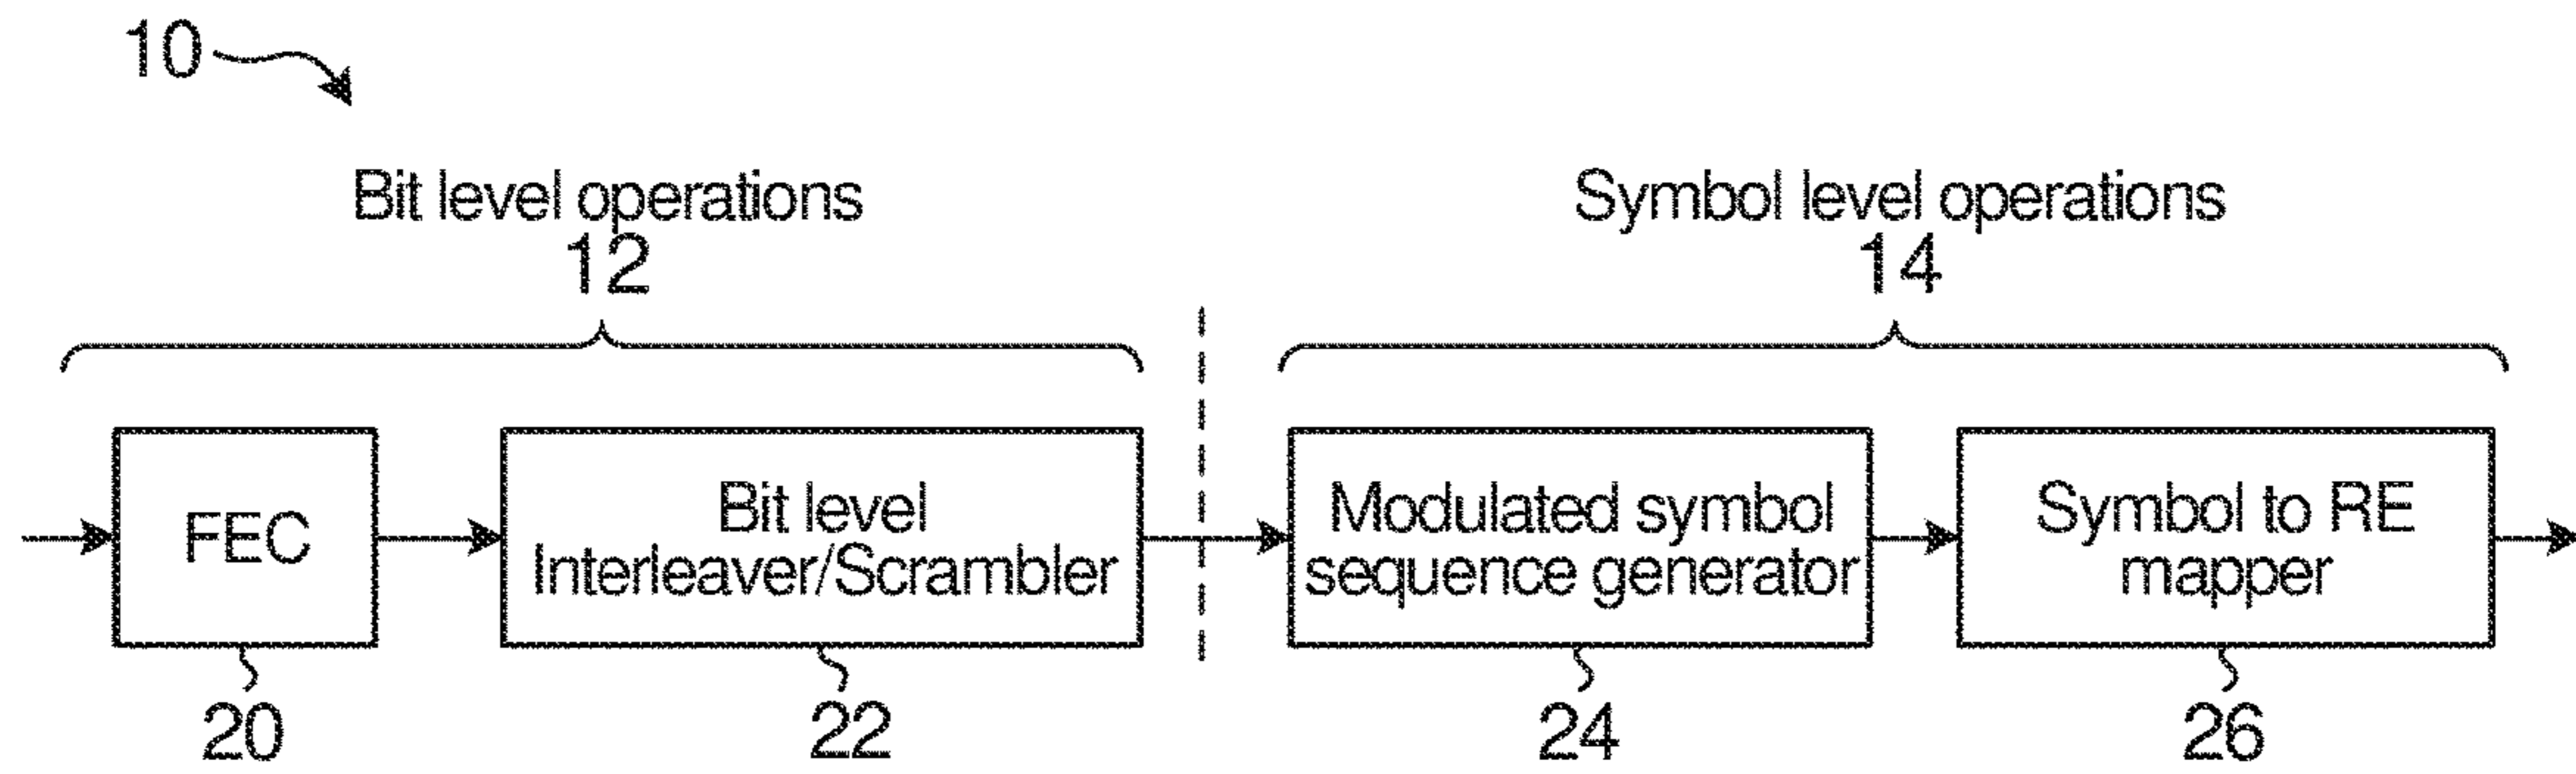 10
Bit level operations
12
Symbol level operations
14
FEC
Bit level
Interleaver/Scrambler
Modulated symbol
sequence generator
Symbol to RE
mapper
20
22
24
26